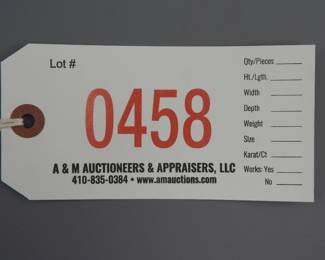 Lot #
0458
A & M AUCTIONEERS & APPRAISERS, LLC
410-835-0384 • www.amauctions.com
Qty/Pieces
Ht./Lgth.
Width
Depth
Weight
Size
Karat/Ct
Works: Yes
No